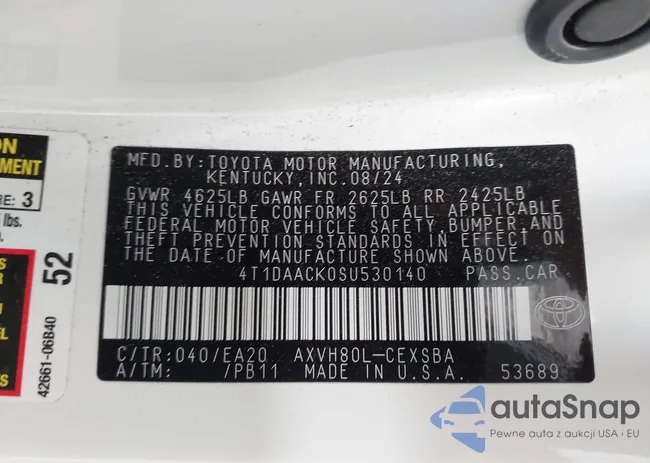 ON
EMENT
RE: 3
lbs.
52
42661-06B40
MFD.BY:TOYOTA MOTOR MANUFACTURING,
KENTUCKY,INC.08/24
GVWR 4625LB GAWR FR 2625LB RR 2425LB
THIS VEHICLE CONFORMS TO ALL APPLICABLE
FEDERAL MOTOR VEHICLE SAFETY,BUMPER,AND
THEFT PREVENTION STANDARDS IN EFFECT ON
THE DATE OF MANUFACTURE SHOWN ABOVE.
4T1DAACK0SU530140 PASS.CAR
C/TR:040/EA20 AXVH80L-CEXSBA
A/TM: /PB11 MADE IN U.S.A. 53689
autaSnap
Pewne auta z aukcji USA i EU